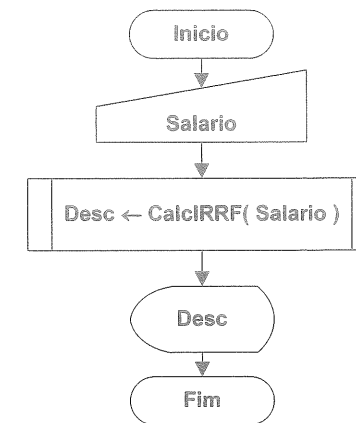 Inicio
Salario
Desc ← CalcIRRF( Salario )
Desc
Fim